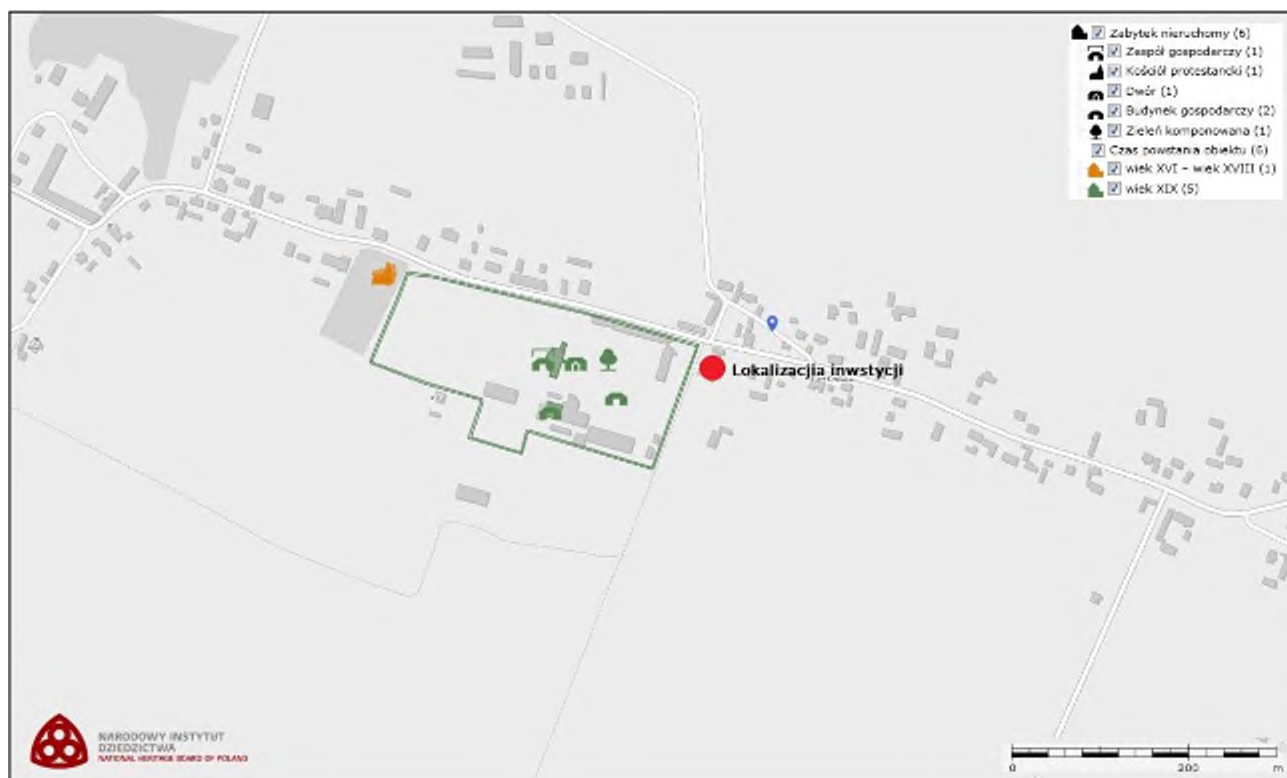 Zabytek nieruchomy (6)
Zespół gospodarczy (1)
Kościół protestancki (1)
Dwór (1)
Budynek gospodarczy (2)
Zieleń komponowana (1)
Czas powstania obiektu (6)
wiek XVI – wiek XVIII (1)
wiek XIX (5)
Lokalizacjia inwstycji
NARODOWY INSTYTUT
DZIEDZICTWA
NATIONAL HERITAGE BOARD OF POLAND
0 200 m